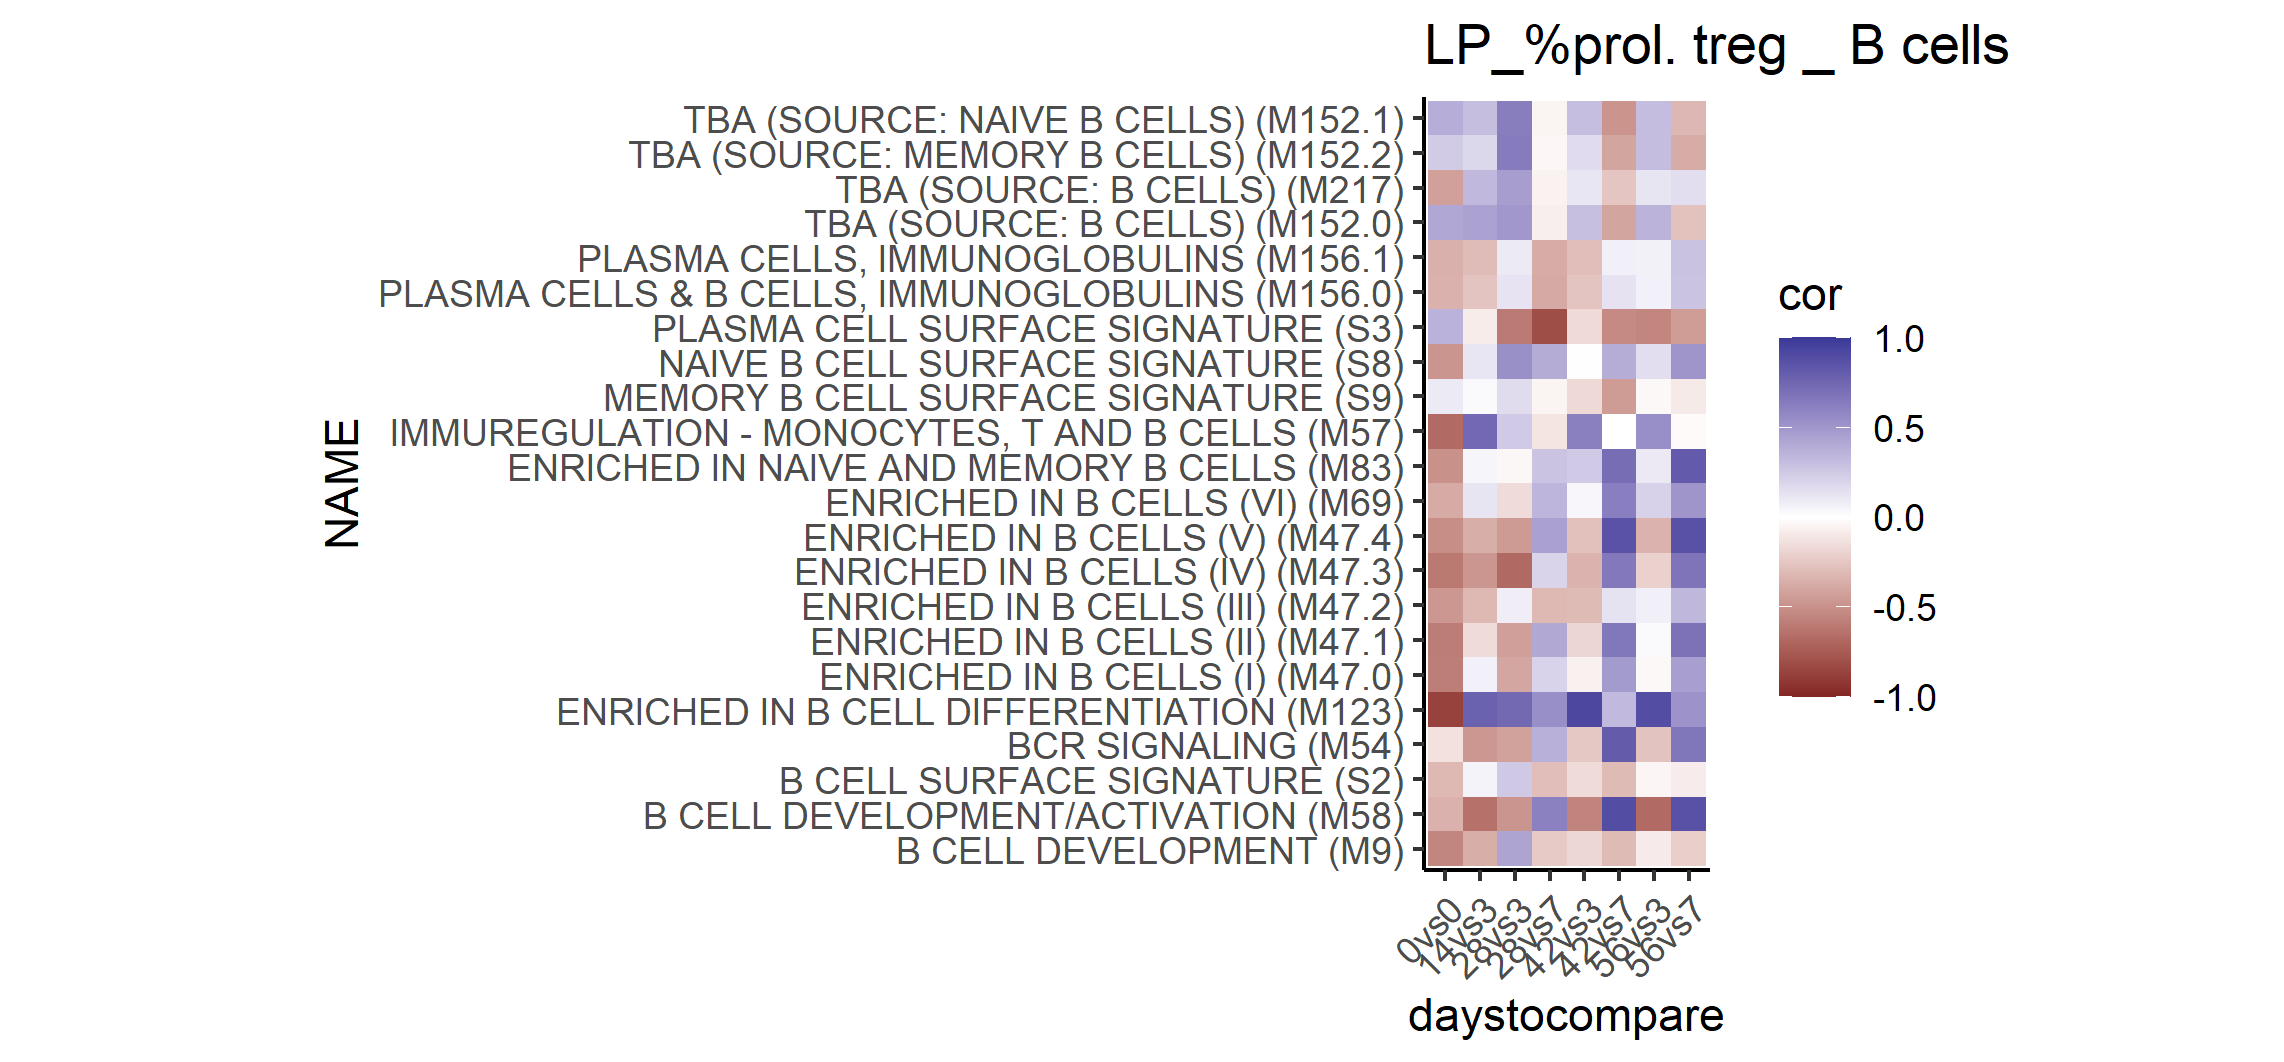 LP_%prol. treg _ B cells
TBA (SOURCE: NAIVE B CELLS) (M152.1)
TBA (SOURCE: MEMORY B CELLS) (M152.2)
TBA (SOURCE: B CELLS) (M217)
TBA (SOURCE: B CELLS) (M152.0)
PLASMA CELLS, IMMUNOGLOBULINS (M156.1)
PLASMA CELLS & B CELLS, IMMUNOGLOBULINS (M156.0)
PLASMA CELL SURFACE SIGNATURE (S3)
NAIVE B CELL SURFACE SIGNATURE (S8)
MEMORY B CELL SURFACE SIGNATURE (S9)
IMMUREGULATION - MONOCYTES, T AND B CELLS (M57)
ENRICHED IN NAIVE AND MEMORY B CELLS (M83)
ENRICHED IN B CELLS (VI) (M69)
ENRICHED IN B CELLS (V) (M47.4)
ENRICHED IN B CELLS (IV) (M47.3)
ENRICHED IN B CELLS (III) (M47.2)
ENRICHED IN B CELLS (II) (M47.1)
ENRICHED IN B CELLS (I) (M47.0)
ENRICHED IN B CELL DIFFERENTIATION (M123)
BCR SIGNALING (M54)
B CELL SURFACE SIGNATURE (S2)
B CELL DEVELOPMENT/ACTIVATION (M58)
B CELL DEVELOPMENT (M9)
NAME
0vs0
14vs3
28vs3
28vs7
42vs3
42vs7
56vs3
56vs7
daystocompare
cor
1.0
0.5
0.0
-0.5
-1.0